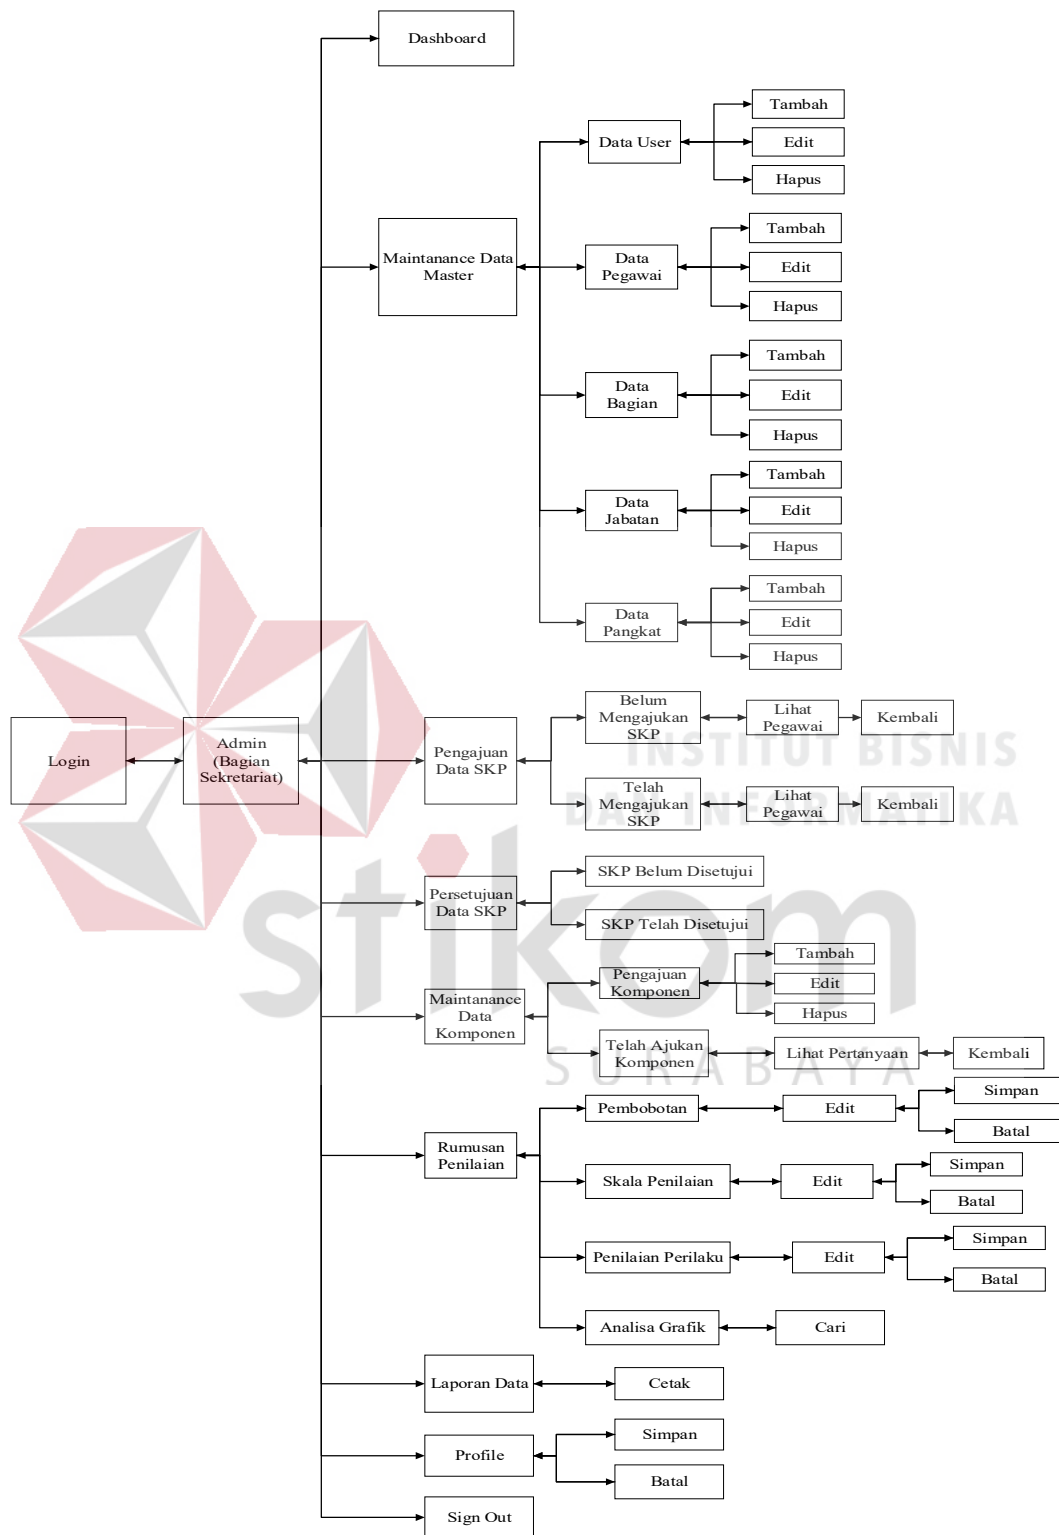 Dashboard
Tambah
Data User
Edit
Hapus
Maintanance Data
Master
Tambah
Data
Pegawai
Edit
Hapus
Tambah
Data
Bagian
Edit
Hapus
Tambah
Data
Jabatan
Edit
Hapus
Tambah
Data
Pangkat
Edit
Hapus
Login
Admin
(Bagian
Sekretariat)
Pengajuan
Data SKP
Belum
Mengajukan
SKP
Lihat
Pegawai
Kembali
Telah
Mengajukan
SKP
Lihat
Pegawai
Kembali
INSTITUT BISNIS
DAN INFORMATIKA
stikom
SURABAYA
Persetujuan
Data SKP
SKP Belum Disetujui
SKP Telah Disetujui
Maintanance
Data
Komponen
Pengajuan
Komponen
Tambah
Edit
Hapus
Telah Ajukan
Komponen
Lihat Pertanyaan
Kembali
Rumusan
Penilaian
Pembobotan
Edit
Simpan
Batal
Skala Penilaian
Edit
Simpan
Batal
Penilaian Perilaku
Edit
Simpan
Batal
Analisa Grafik
Cari
Laporan Data
Cetak
Profile
Simpan
Batal
Sign Out